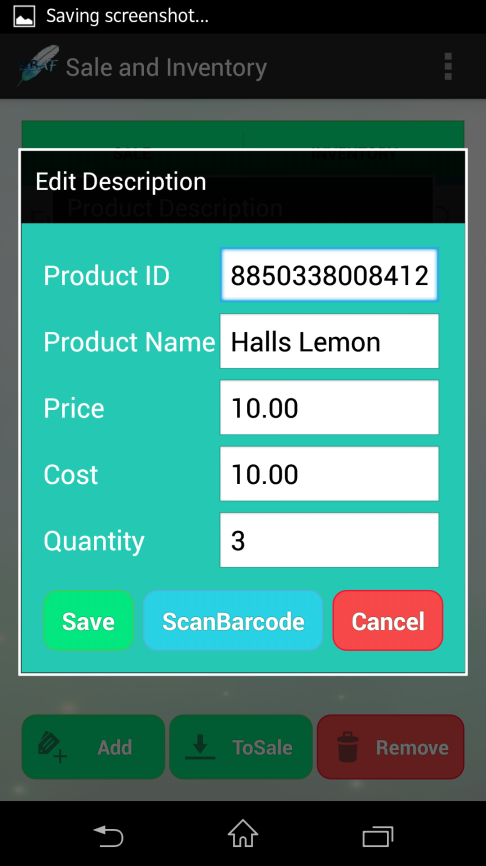 Saving screenshot...
Sale and Inventory
SALE INVENTORY
Edit Description
Product Description
Product ID 8850338008412
Product Name Halls Lemon
Price 10.00
Cost 10.00
Quantity 3
Save ScanBarcode Cancel
Add ToSale Remove